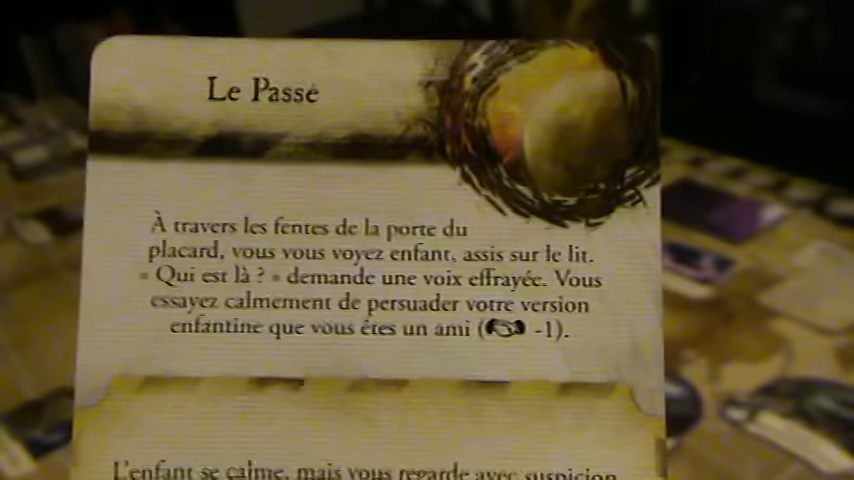 Le Passé
À travers les fentes de la porte du
placard, vous vous voyez enfant, assis sur le lit.
« Qui est là ? » demande une voix effrayée. Vous
essayez calmement de persuader votre version
enfantine que vous êtes un ami ( -1).
L'enfant se calme, mais vous regarde avec suspicion